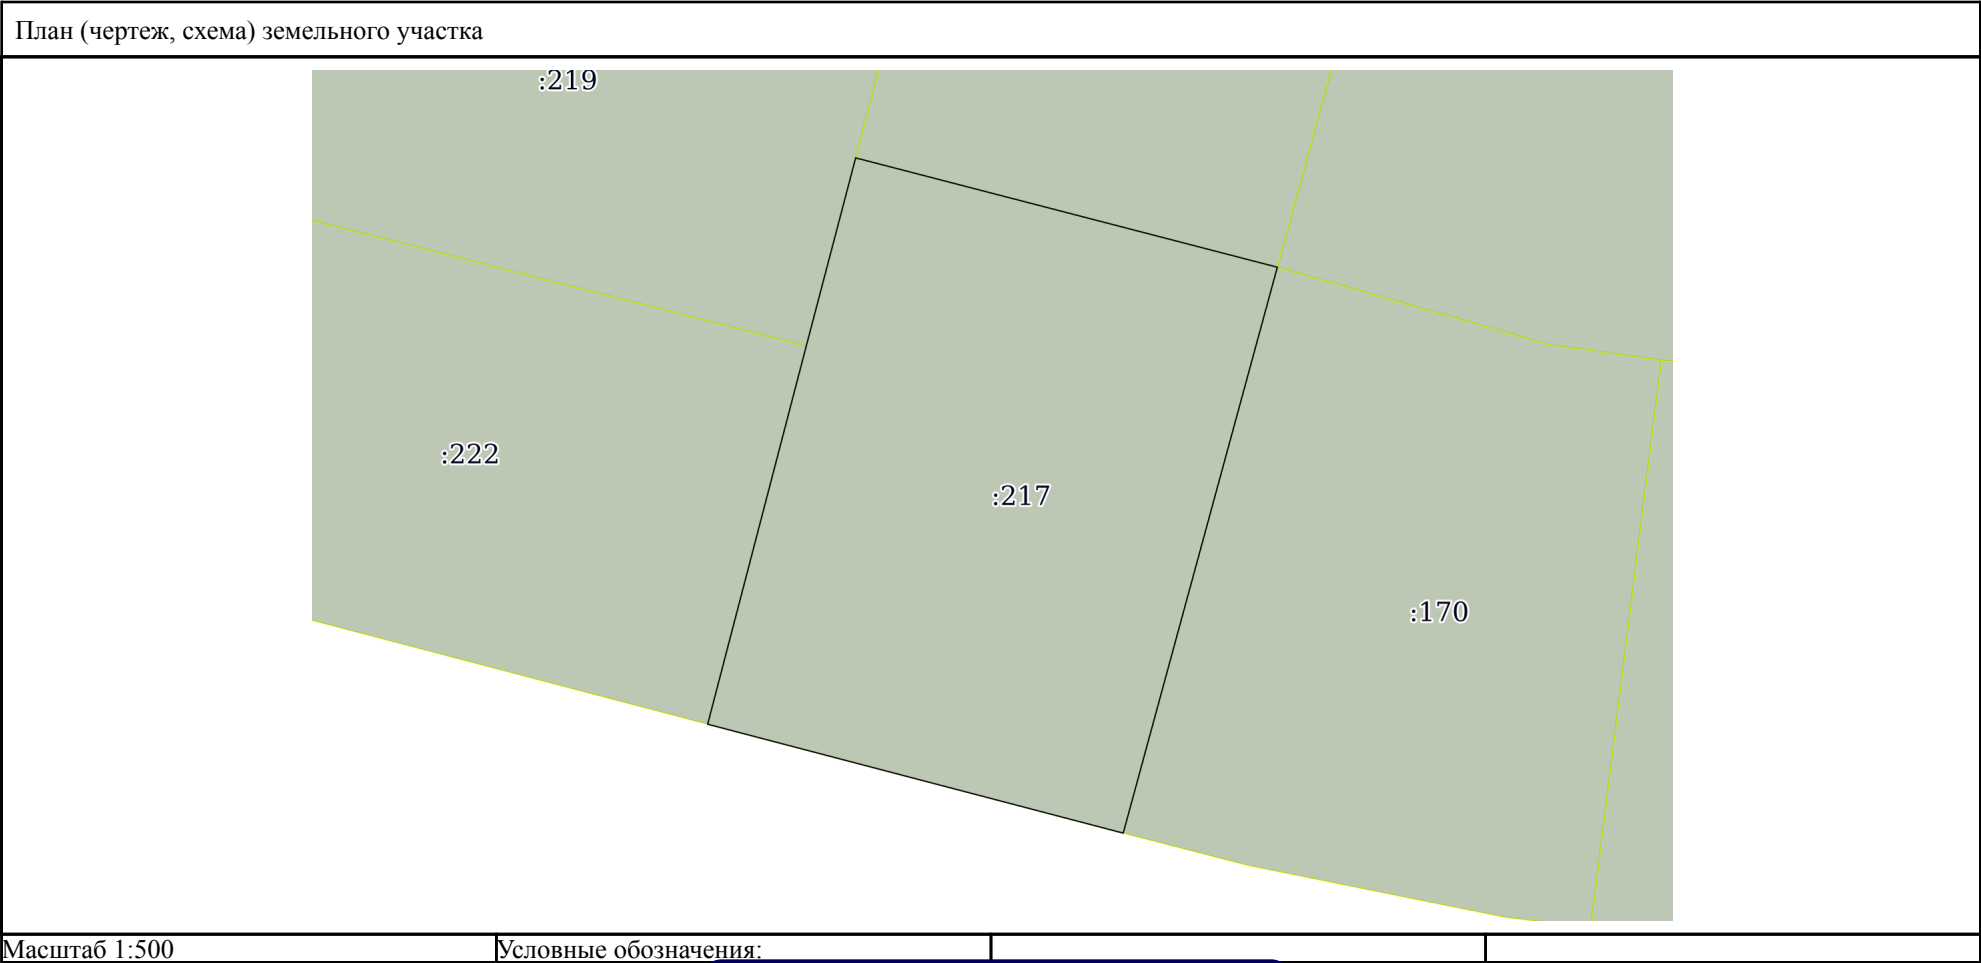 План (чертеж, схема) земельного участка
:219
:222
:217
:170
Масштаб 1:500
Условные обозначения: